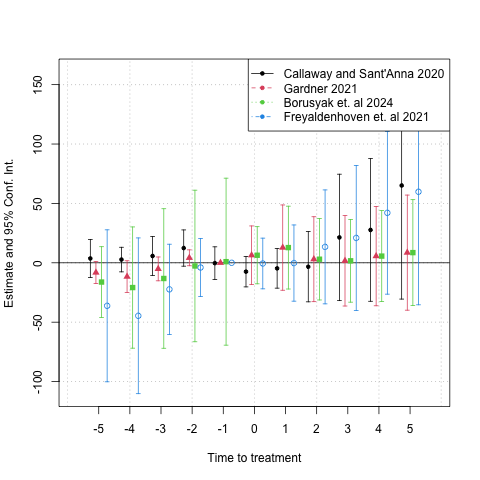 Callaway and Sant'Anna 2020
Gardner 2021
Borusyak et. al 2024
Freyaldenhoven et. al 2021
Estimate and 95% Conf. Int.
150
100
50
0
-50
-100
-5 -4 -3 -2 -1 0 1 2 3 4 5
Time to treatment